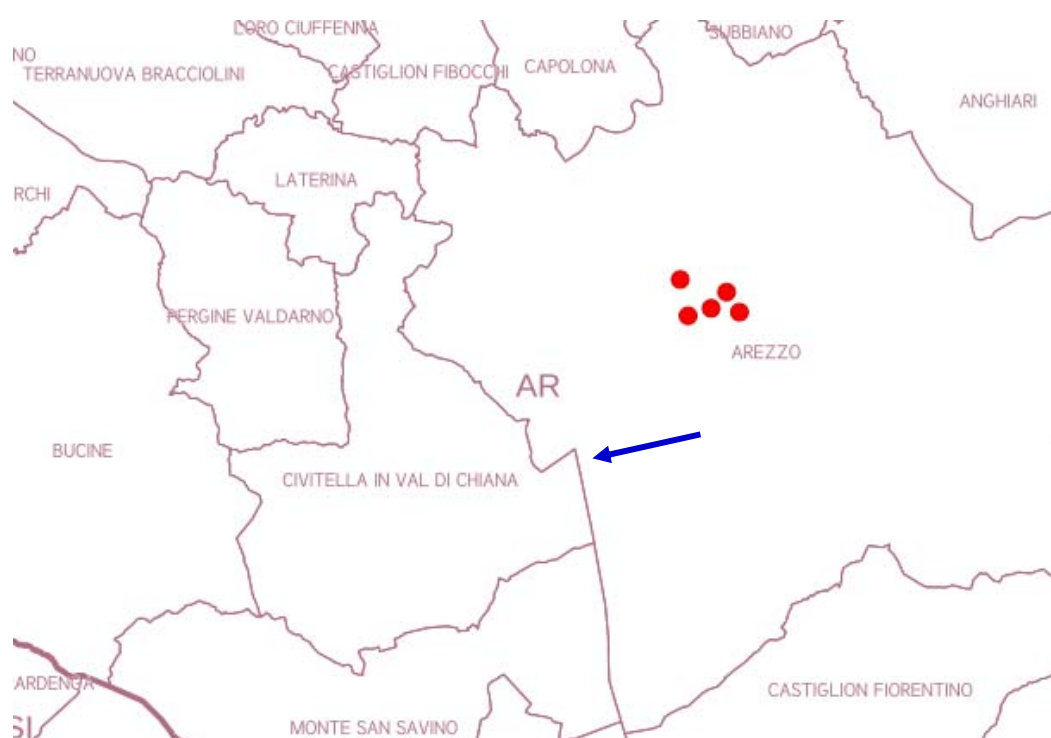 LORO CIUFFENNA
SUBBIANO
NO
TERRANUOVA BRACCIOLINI
CASTIGLION FIBOCCHI
CAPOLONA
ANGHIARI
LATERINA
RCHI
PERGINE VALDARNO
AREZZO
AR
BUCINE
CIVITELLA IN VAL DI CHIANA
ARDENGA
CASTIGLION FIORENTINO
SI
MONTE SAN SAVINO